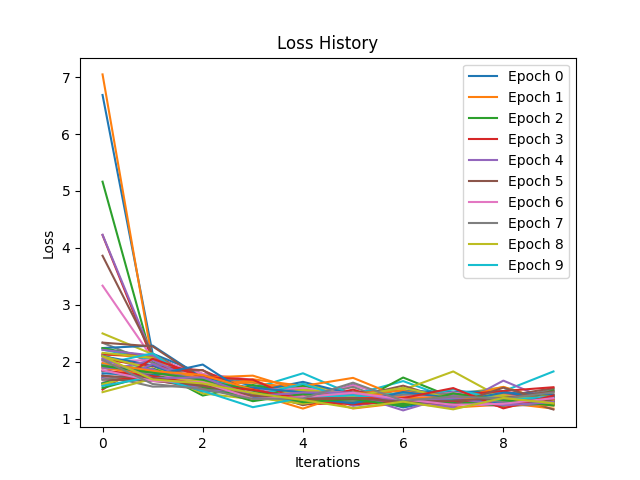 Loss History
Loss
7
6
5
4
3
2
1
0
2
4
6
8
Iterations
Epoch 0
Epoch 1
Epoch 2
Epoch 3
Epoch 4
Epoch 5
Epoch 6
Epoch 7
Epoch 8
Epoch 9